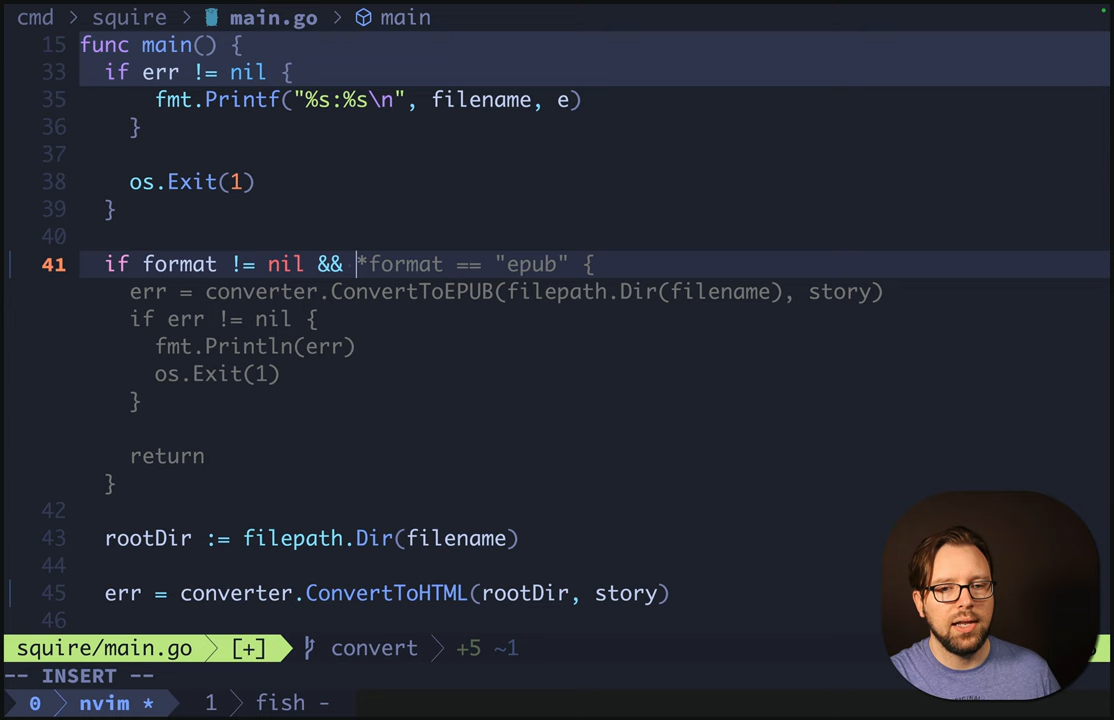 cmd > squire > main.go > main
15 func main() {
33 if err != nil {
35 fmt.Printf("%s:%s\n", filename, e)
36 }
37
38 os.Exit(1)
39 }
40
41 if format != nil && *format == "epub" {
err = converter.ConvertToEPUB(filepath.Dir(filename), story)
if err != nil {
fmt.Println(err)
os.Exit(1)
}
return
}
42
43 rootDir := filepath.Dir(filename)
44
45 err = converter.ConvertToHTML(rootDir, story)
46
squire/main.go [+] convert +5 ~1
-- INSERT --
0 nvim * 1 fish -